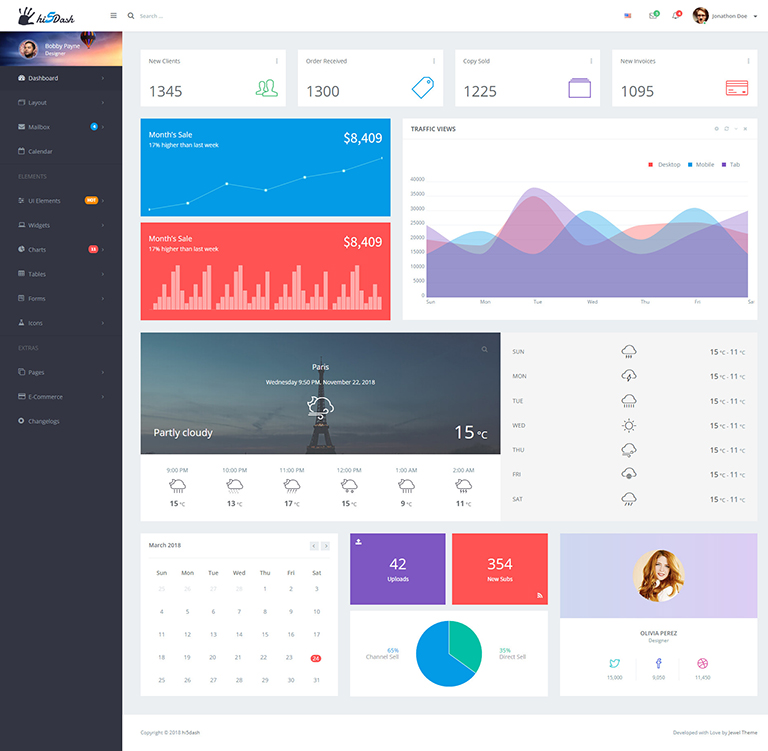 hi5Dash
Search ...
Jonathon Doe
Bobby Payne
Designer
Dashboard
Layout
Mailbox
Calendar
ELEMENTS
UI Elements
HOT
Widgets
Charts
Tables
Forms
Icons
EXTRAS
Pages
E-Commerce
Changelogs
New Clients
1345
Order Received
1300
Copy Sold
1225
New Invoices
1095
Month's Sale
17% higher than last week
$8,409
Month's Sale
17% higher than last week
$8,409
TRAFFIC VIEWS
Desktop Mobile Tab
40000
35000
30000
25000
20000
15000
10000
5000
0
Sun Mon Tue Wed Thu Fri Sa
Paris
Wednesday 9:50 PM, November 22, 2018
Partly cloudy
15 °C
9:00 PM 10:00 PM 11:00 PM 12:00 PM 1:00 AM 2:00 AM
15 °C 13 °C 17 °C 15 °C 9 °C 11 °C
SUN 15 °C - 11 °C
MON 15 °C - 11 °C
TUE 15 °C - 11 °C
WED 15 °C - 11 °C
THU 15 °C - 11 °C
FRI 15 °C - 11 °C
SAT 15 °C - 11 °C
March 2018
Sun Mon Tue Wed Thu Fri Sat
25 26 27 28 1 2 3
4 5 6 7 8 9 10
11 12 13 14 15 16 17
18 19 20 21 22 23 24
25 26 27 28 29 30 31
42
Uploads
354
New Subs
65%
Channel Sell
35%
Direct Sell
OLIVIA PEREZ
Designer
15,000 9,050 11,450
Copyright © 2018 hi5dash
Developed with Love by Jewel Theme